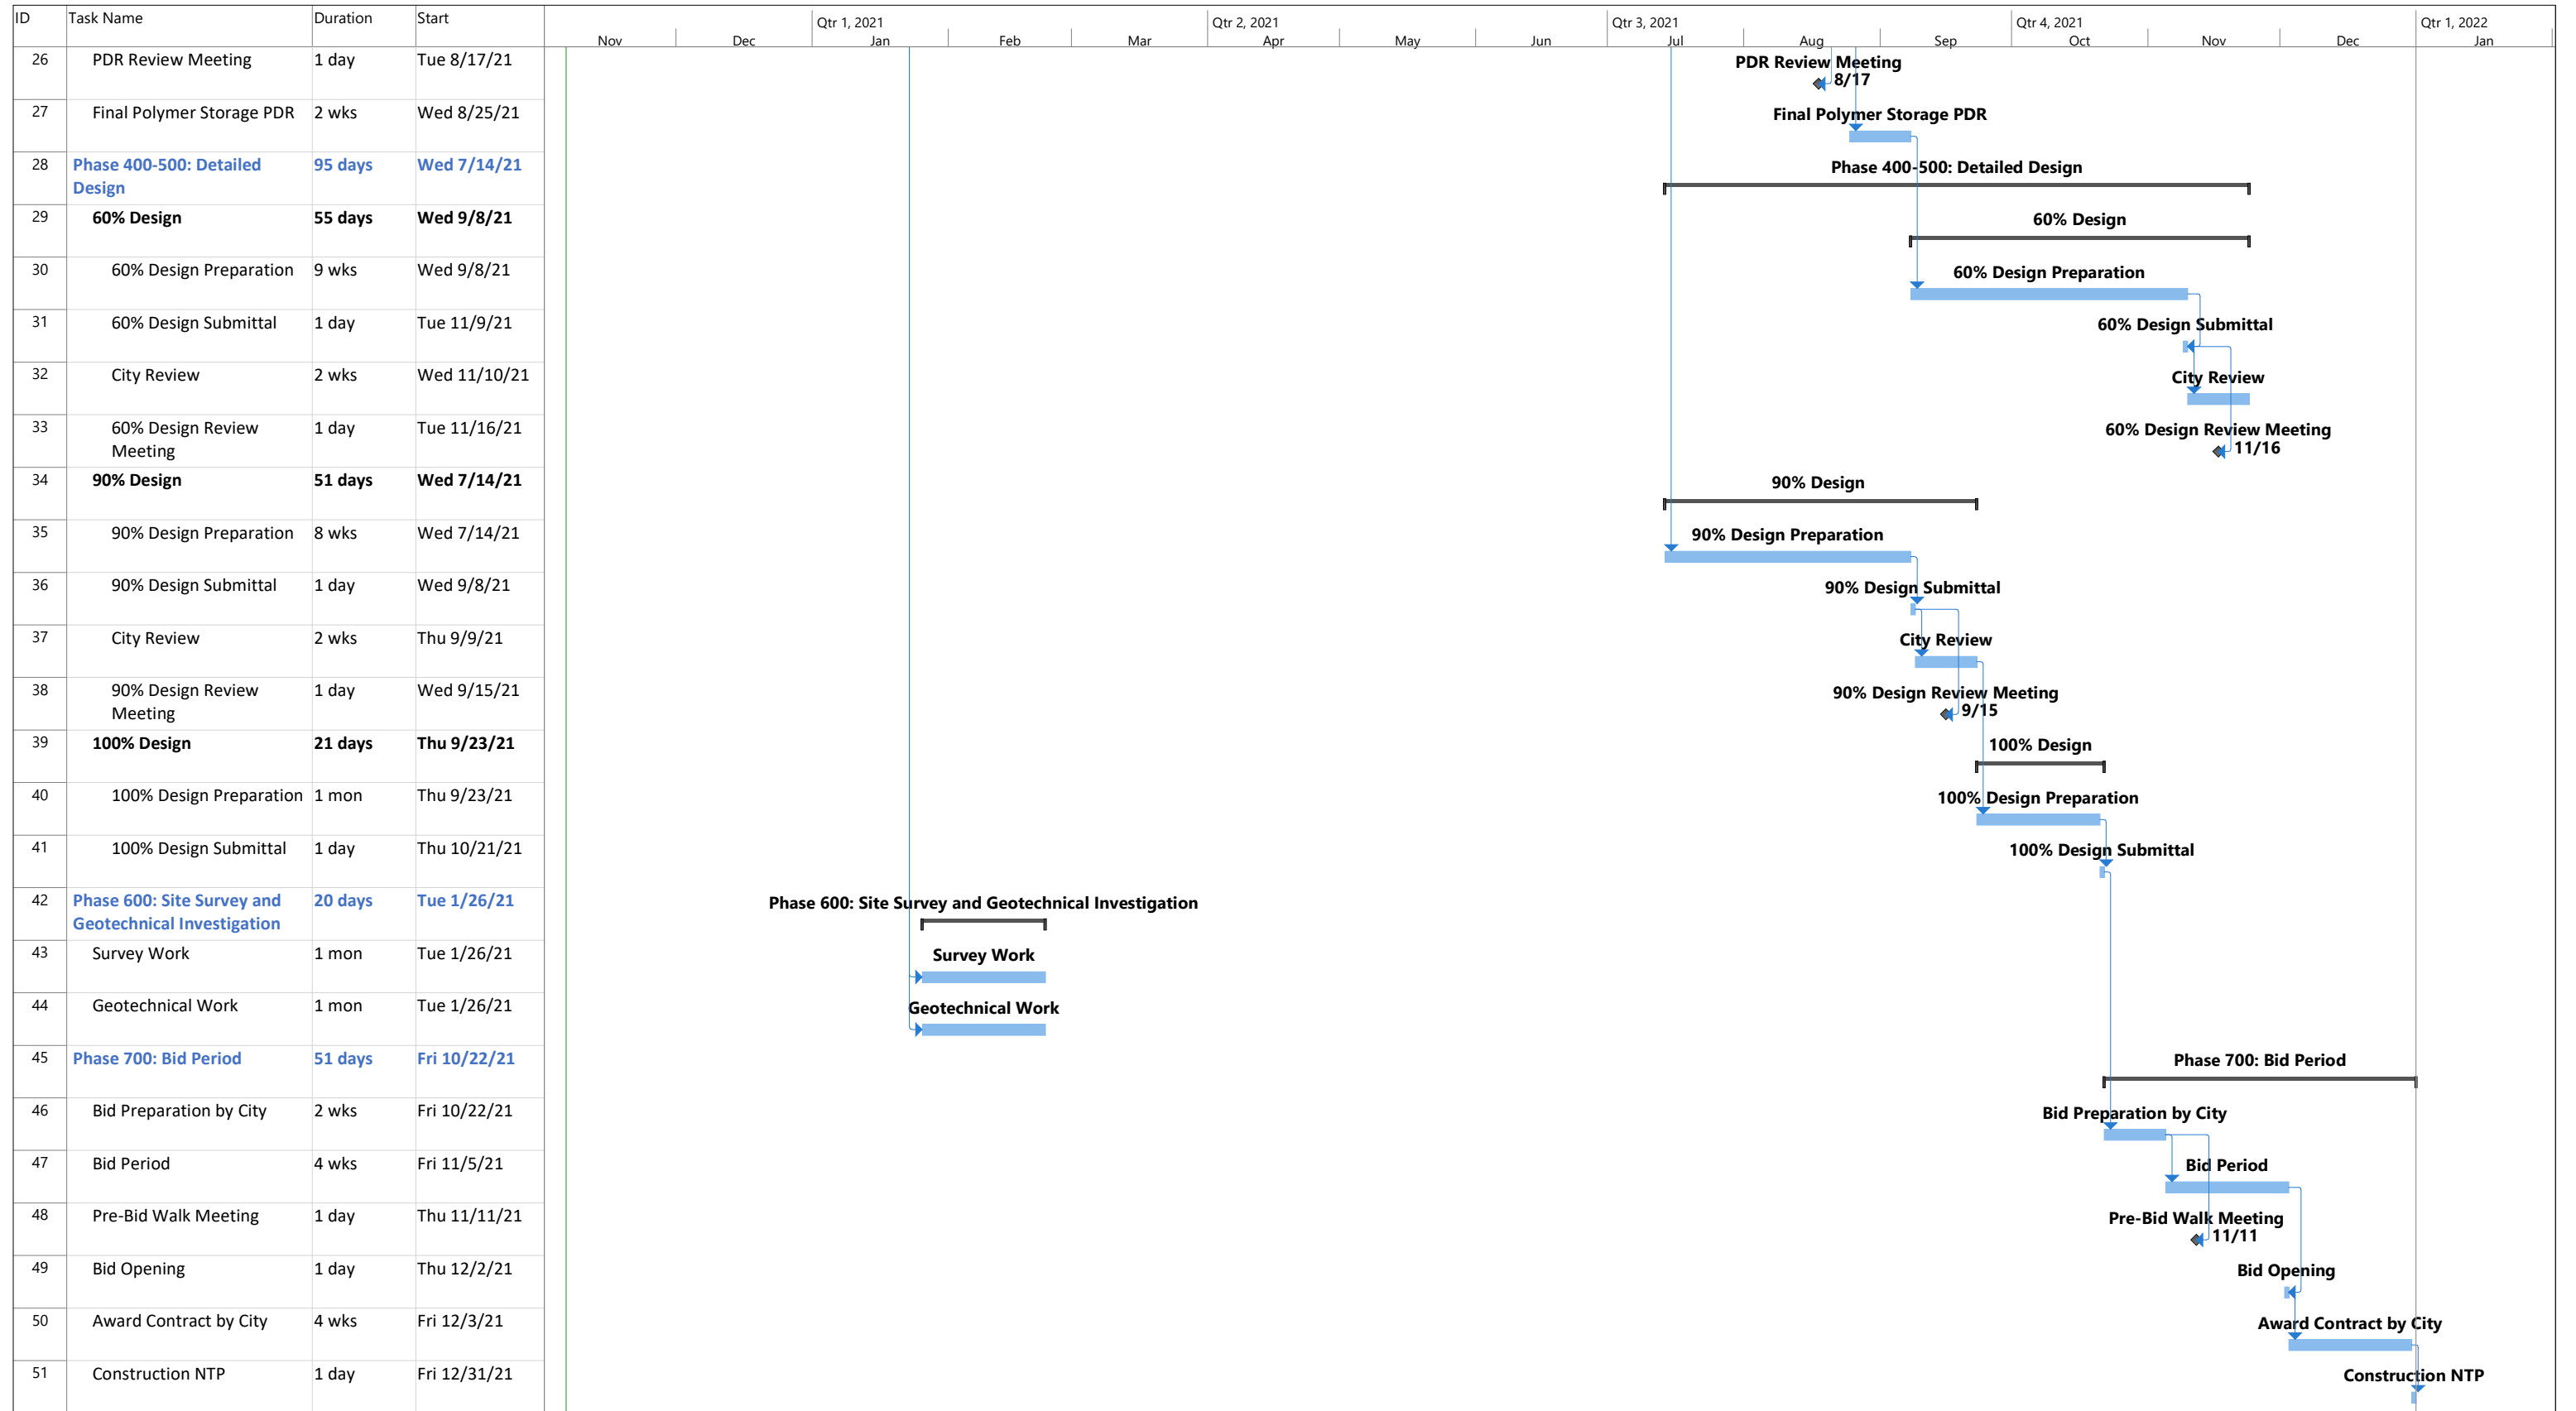 ID Task Name Duration Start
Qtr 1, 2021 Qtr 2, 2021 Qtr 3, 2021 Qtr 4, 2021 Qtr 1, 2022
Nov Dec Jan Feb Mar Apr May Jun Jul Aug Sep Oct Nov Dec Jan
26 PDR Review Meeting 1 day Tue 8/17/21
PDR Review Meeting
8/17
27 Final Polymer Storage PDR 2 wks Wed 8/25/21
Final Polymer Storage PDR
28 Phase 400-500: Detailed 95 days Wed 7/14/21
Design
Phase 400-500: Detailed Design
29 60% Design 55 days Wed 9/8/21
60% Design
30 60% Design Preparation 9 wks Wed 9/8/21
60% Design Preparation
31 60% Design Submittal 1 day Tue 11/9/21
60% Design Submittal
32 City Review 2 wks Wed 11/10/21
City Review
33 60% Design Review 1 day Tue 11/16/21
Meeting
60% Design Review Meeting
11/16
34 90% Design 51 days Wed 7/14/21
90% Design
35 90% Design Preparation 8 wks Wed 7/14/21
90% Design Preparation
36 90% Design Submittal 1 day Wed 9/8/21
90% Design Submittal
37 City Review 2 wks Thu 9/9/21
City Review
38 90% Design Review 1 day Wed 9/15/21
Meeting
90% Design Review Meeting
9/15
39 100% Design 21 days Thu 9/23/21
100% Design
40 100% Design Preparation 1 mon Thu 9/23/21
100% Design Preparation
41 100% Design Submittal 1 day Thu 10/21/21
100% Design Submittal
42 Phase 600: Site Survey and 20 days Tue 1/26/21
Geotechnical Investigation
Phase 600: Site Survey and Geotechnical Investigation
43 Survey Work 1 mon Tue 1/26/21
Survey Work
44 Geotechnical Work 1 mon Tue 1/26/21
Geotechnical Work
45 Phase 700: Bid Period 51 days Fri 10/22/21
Phase 700: Bid Period
46 Bid Preparation by City 2 wks Fri 10/22/21
Bid Preparation by City
47 Bid Period 4 wks Fri 11/5/21
Bid Period
48 Pre-Bid Walk Meeting 1 day Thu 11/11/21
Pre-Bid Walk Meeting
11/11
49 Bid Opening 1 day Thu 12/2/21
Bid Opening
50 Award Contract by City 4 wks Fri 12/3/21
Award Contract by City
51 Construction NTP 1 day Fri 12/31/21
Construction NTP